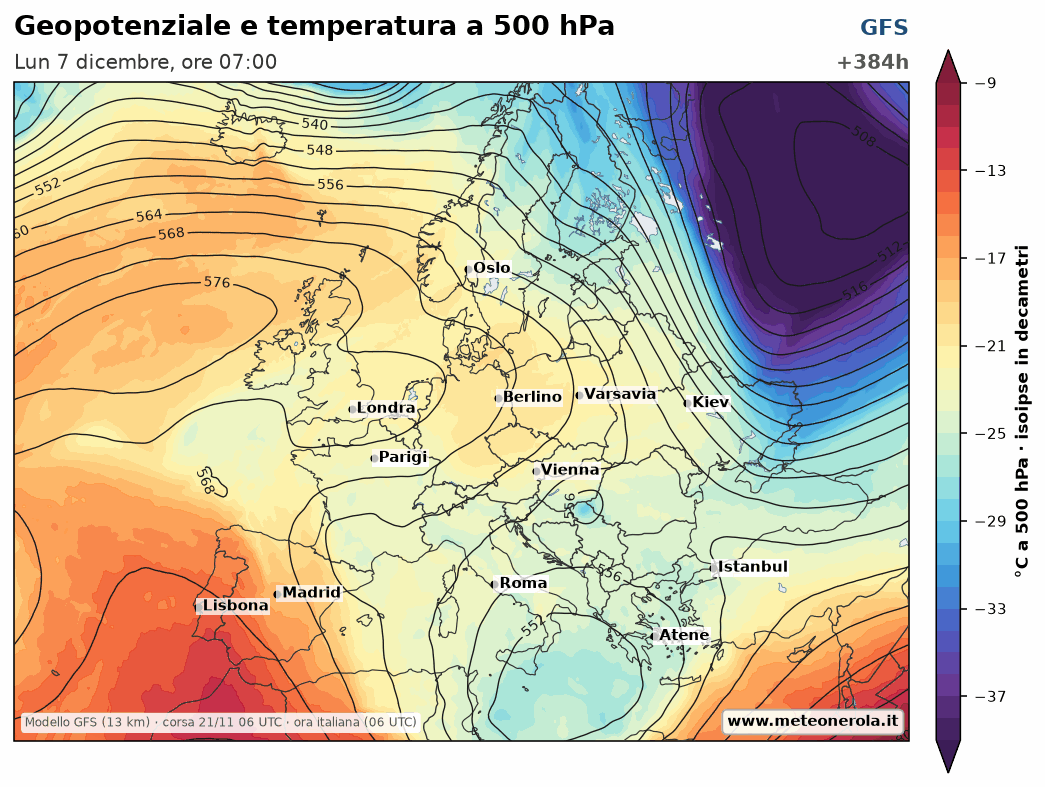 Geopotenziale e temperatura a 500 hPa
GFS
Lun 7 dicembre, ore 07:00
+384h
540
548
508
552
556
564
560
568
512
Oslo
576
516
Londra
Berlino
Varsavia
Kiev
Parigi
Vienna
568
556
Istanbul
556
Madrid
Roma
Lisbona
552
Atene
Modello GFS (13 km) · corsa 21/11 06 UTC · ora italiana (06 UTC)
www.meteonerola.it
−9
−13
−17
−21
−25
−29
−33
−37
°C a 500 hPa · isoipse in decametri